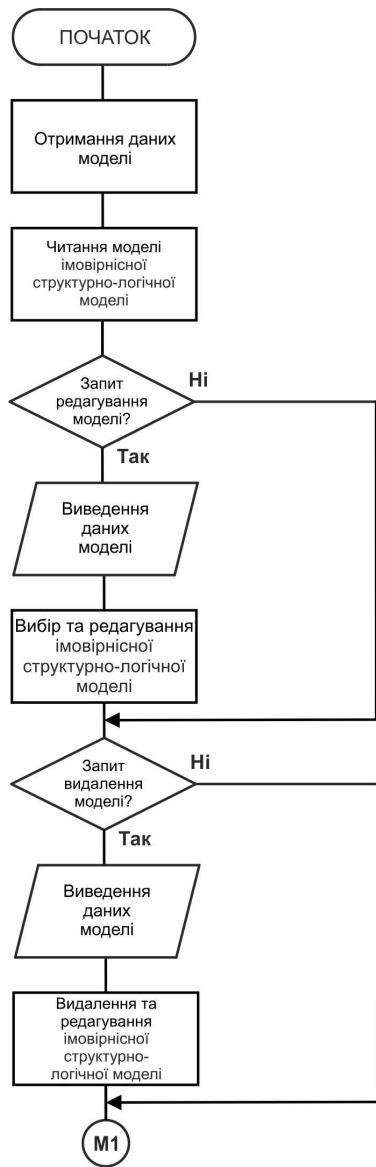 ПОЧАТОК
Отримання даних
моделі
Читання моделі
імовірнісної
структурно-логічної
моделі
Запит
редагування
моделі?
Ні
Так
Виведення
даних
моделі
Вибір та редагування
імовірнісної
структурно-логічної
моделі
Запит
видалення
моделі?
Ні
Так
Виведення
даних
моделі
Видалення та
редагування
імовірнісної
структурно-
логічної моделі
М1